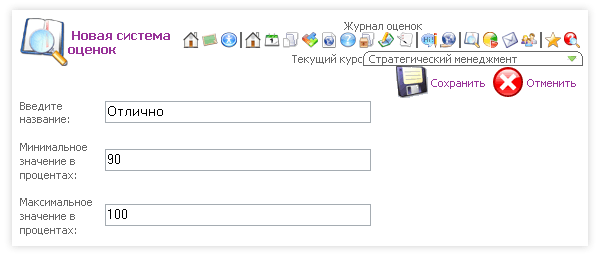 Журнал оценок
Новая система
оценок
Текущий курс Стратегический менеджмент
Сохранить Отменить
Введите
название:
Отлично
Минимальное
значение в
процентах:
90
Максимальное
значение в
процентах:
100